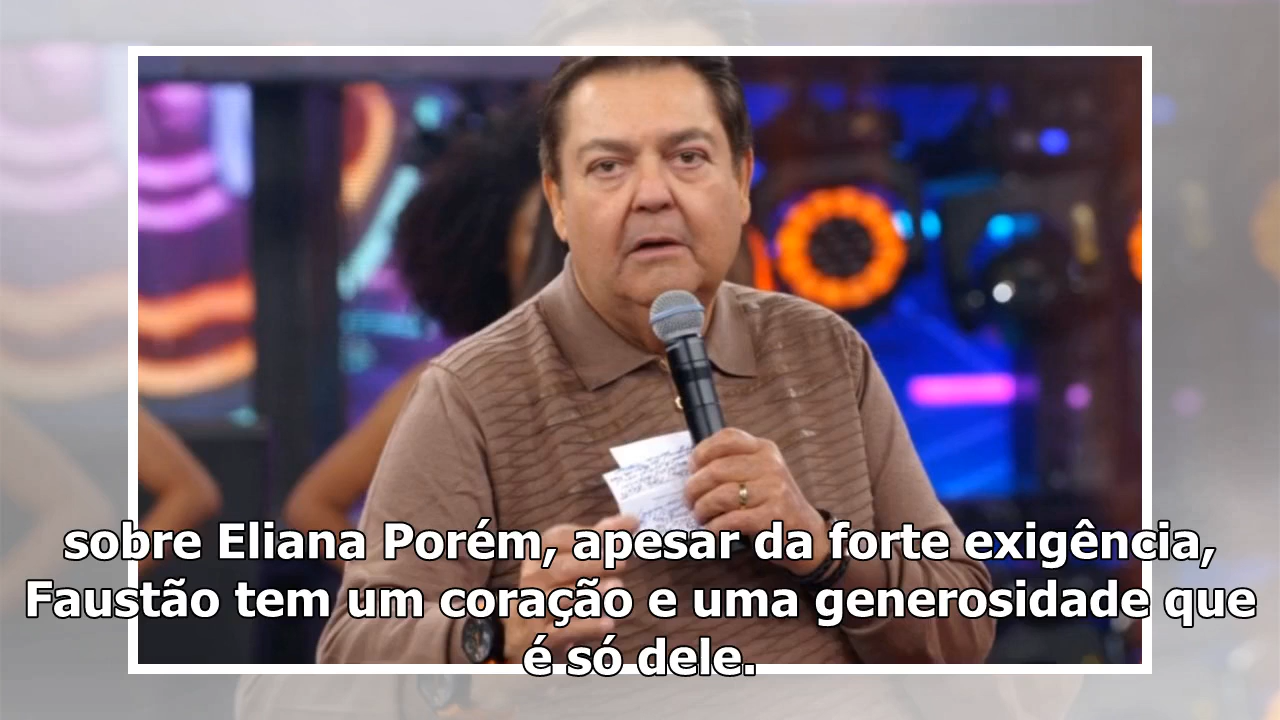 sobre Eliana Porém, apesar da forte exigência,
Faustão tem um coração e uma generosidade que
é só dele.